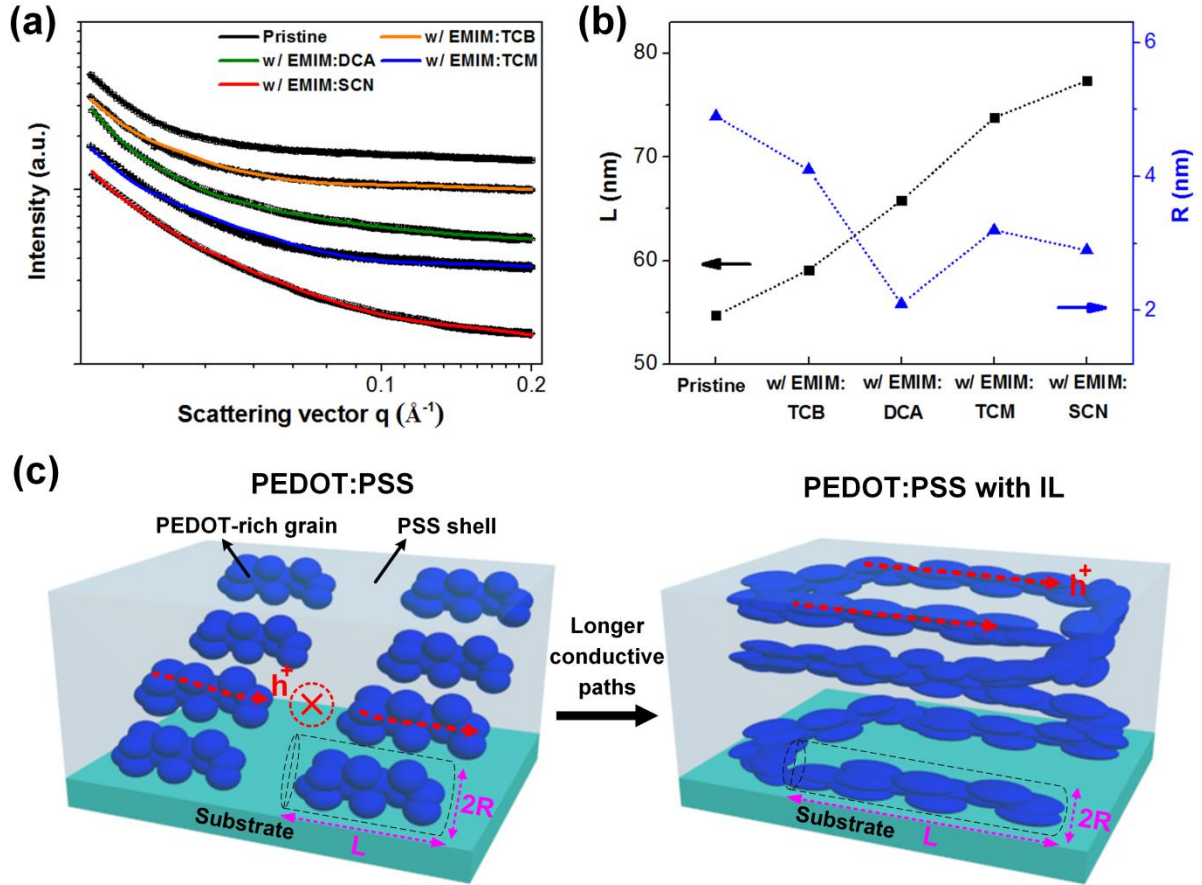 (a)
Pristine
w/ EMIM:TCB
w/ EMIM:DCA
w/ EMIM:TCM
w/ EMIM:SCN
Intensity (a.u.)
0.1
0.2
Scattering vector q (Å⁻¹)
(b)
80
70
60
50
L (nm)
6
4
2
R (nm)
Pristine
w/ EMIM:
TCB
w/ EMIM:
DCA
w/ EMIM:
TCM
w/ EMIM:
SCN
(c)
PEDOT:PSS
PEDOT-rich grain
PSS shell
h⁺
2R
L
Substrate
Longer
conductive
paths
PEDOT:PSS with IL
h⁺
2R
L
Substrate